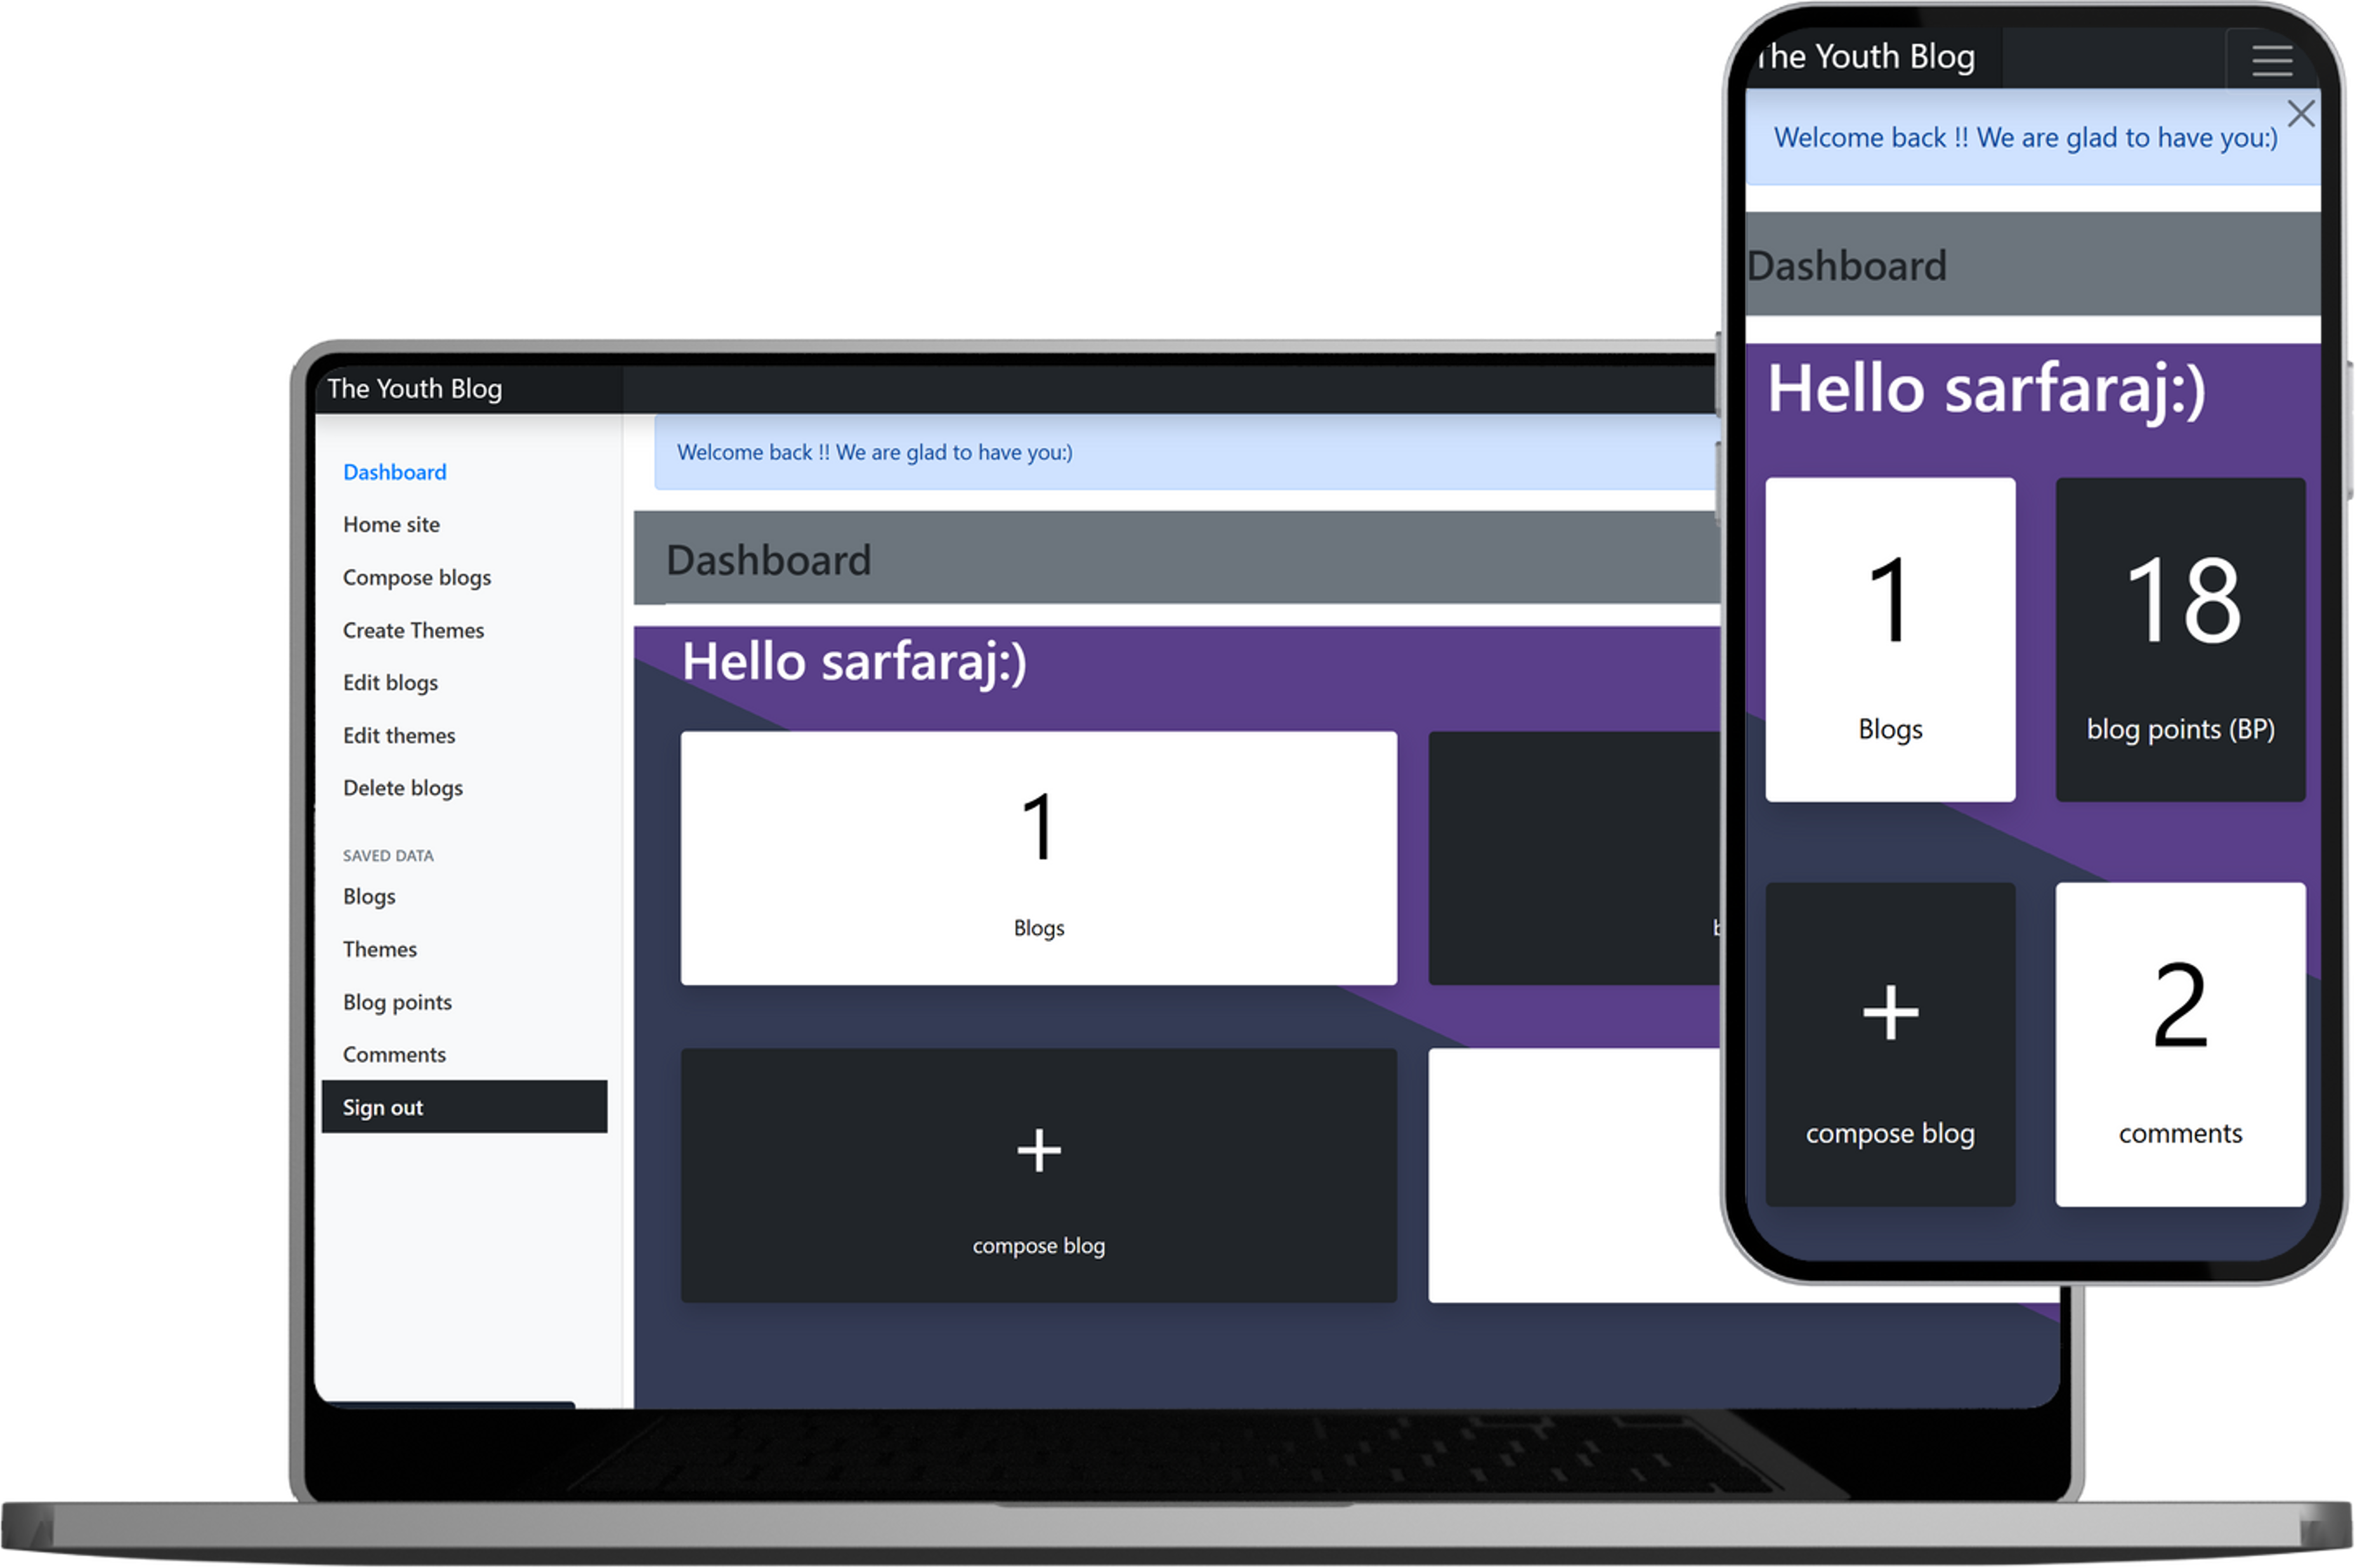 The Youth Blog
Welcome back !! We are glad to have you:)
Dashboard
Home site
Compose blogs
Create Themes
Edit blogs
Edit themes
Delete blogs
SAVED DATA
Blogs
Themes
Blog points
Comments
Sign out
Dashboard
Hello sarfaraj:)
1
Blogs
+
compose blog
The Youth Blog
Welcome back !! We are glad to have you:)
Dashboard
Hello sarfaraj:)
1
Blogs
18
blog points (BP)
+
compose blog
2
comments